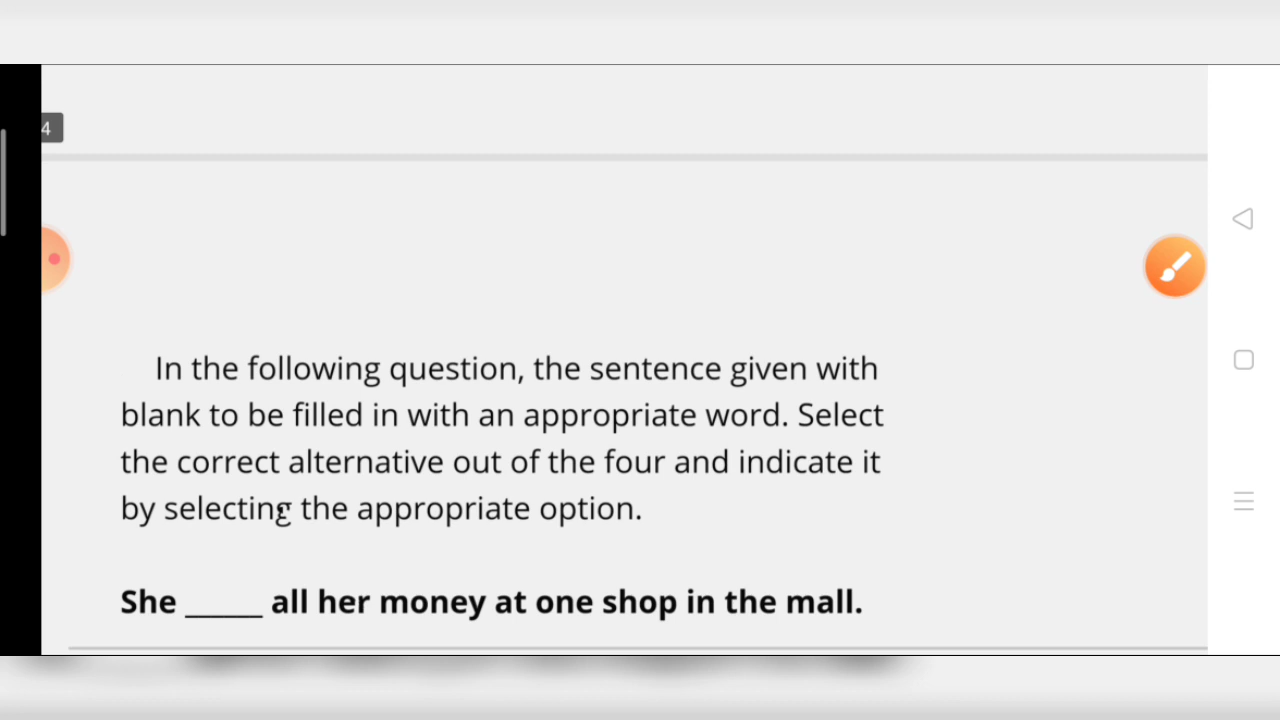 4
In the following question, the sentence given with
blank to be filled in with an appropriate word. Select
the correct alternative out of the four and indicate it
by selecting the appropriate option.
She _____ all her money at one shop in the mall.